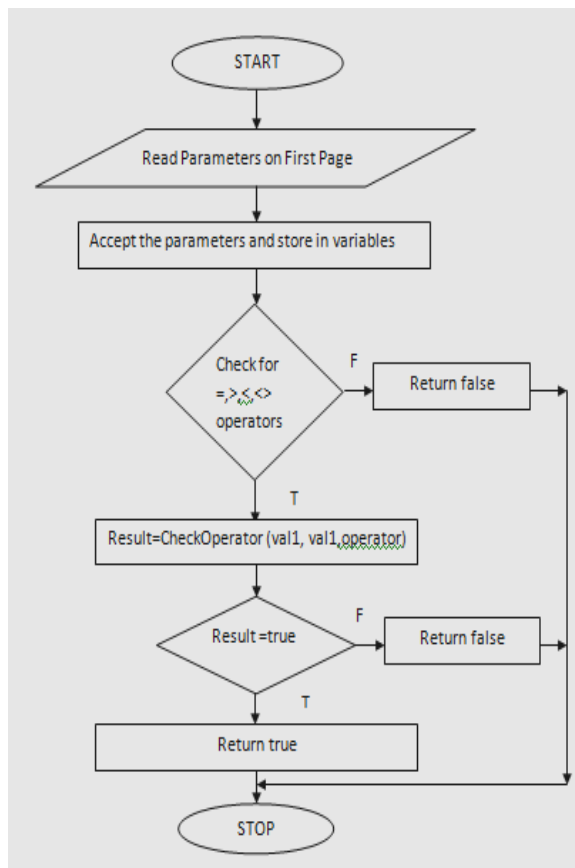 START
Read Parameters on First Page
Accept the parameters and store in variables
Check for
=,>,<,<>
operators
F
Return false
T
Result=CheckOperator (val1, val1,operator)
Result =true
F
Return false
T
Return true
STOP